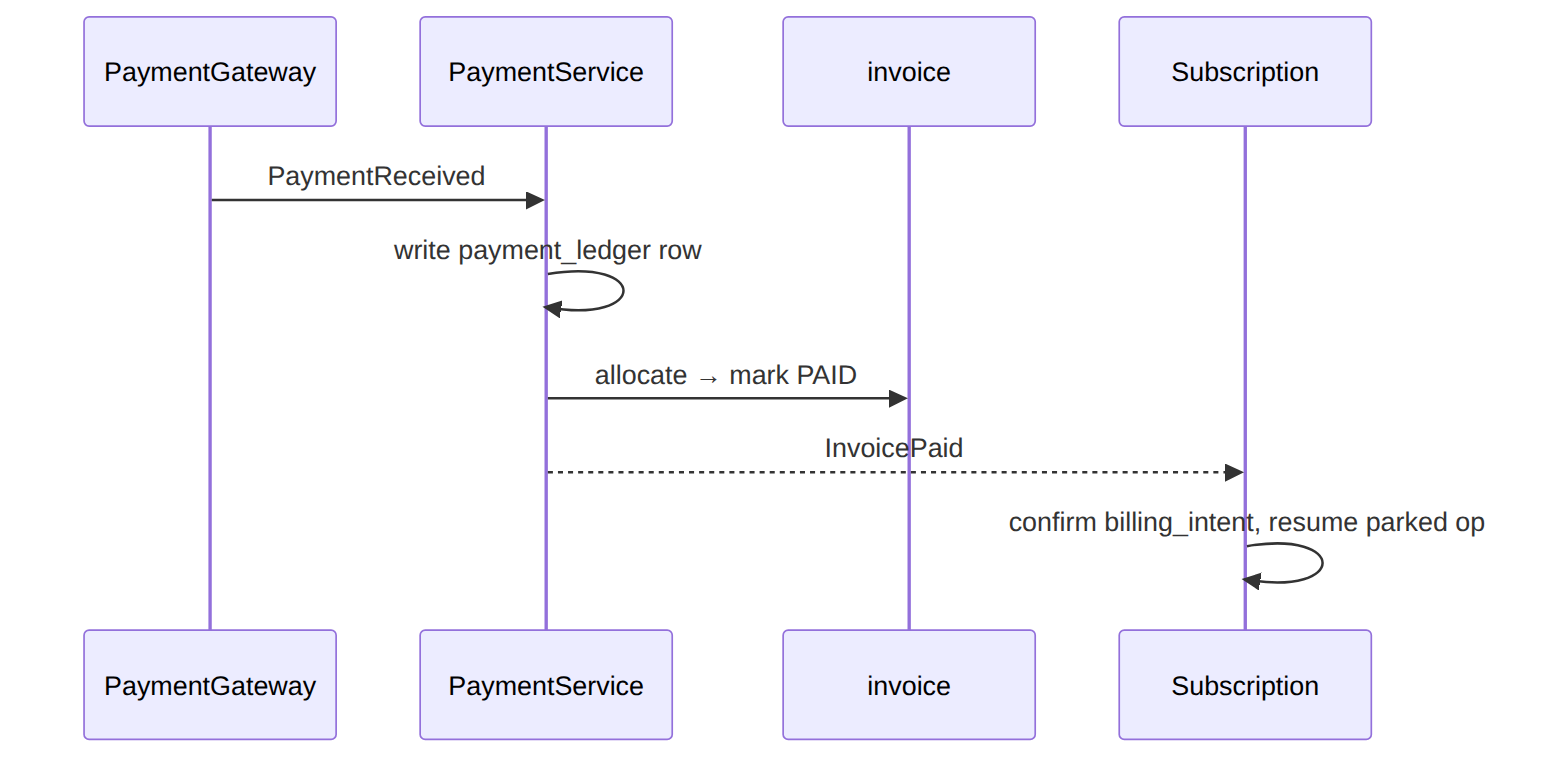 PaymentGateway
PaymentService
invoice
Subscription
PaymentReceived
write payment_ledger row
allocate → mark PAID
InvoicePaid
confirm billing_intent, resume parked op
PaymentGateway
PaymentService
invoice
Subscription